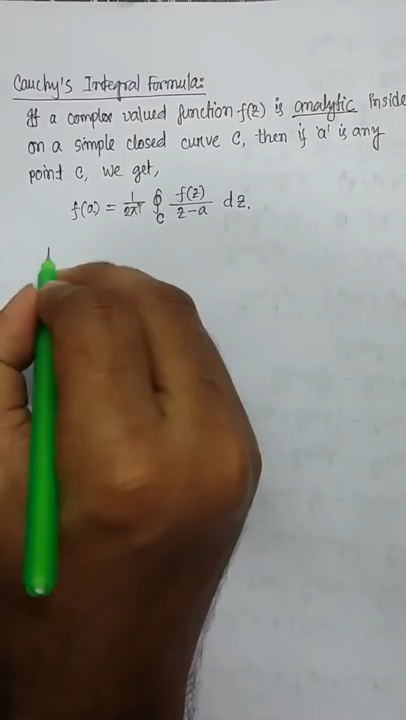 Cauchy's Integral Formula:
If a complex valued function f(z) is analytic inside
on a simple closed curve C, then if 'a' is any
point C, we get,
f(a) = 1/2πi ∮_C f(z)/z-a dz.